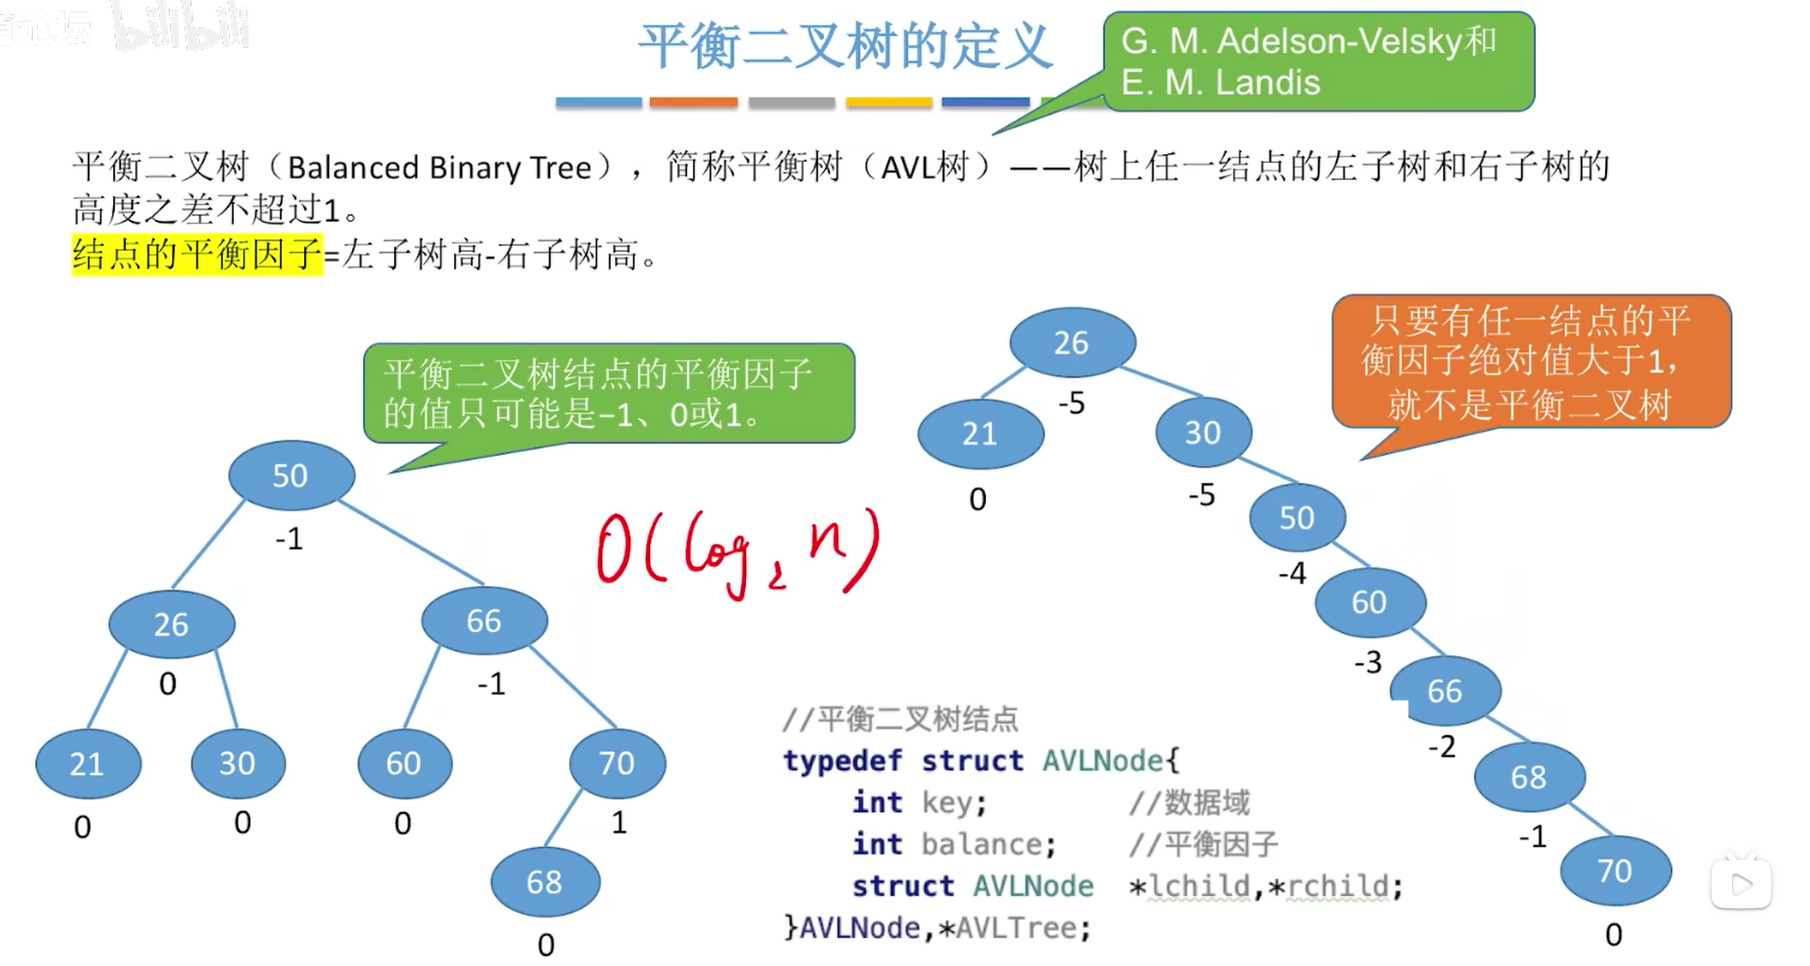 bilibili
平衡二叉树的定义
G. M. Adelson-Velsky和
E. M. Landis
平衡二叉树（Balanced Binary Tree），简称平衡树（AVL树）——树上任一结点的左子树和右子树的
高度之差不超过1。
结点的平衡因子=左子树高-右子树高。
平衡二叉树结点的平衡因子
的值只可能是−1、0或1。
50
-1
26
66
0
-1
21
30
60
70
0
0
0
1
68
0
O(log₂ n)
只要有任一结点的平
衡因子绝对值大于1，
就不是平衡二叉树
26
-5
21
30
0
-5
50
-4
60
-3
66
-2
68
-1
70
0
//平衡二叉树结点
typedef struct AVLNode{
    int key;        //数据域
    int balance;    //平衡因子
    struct AVLNode  *lchild,*rchild;
}AVLNode,*AVLTree;